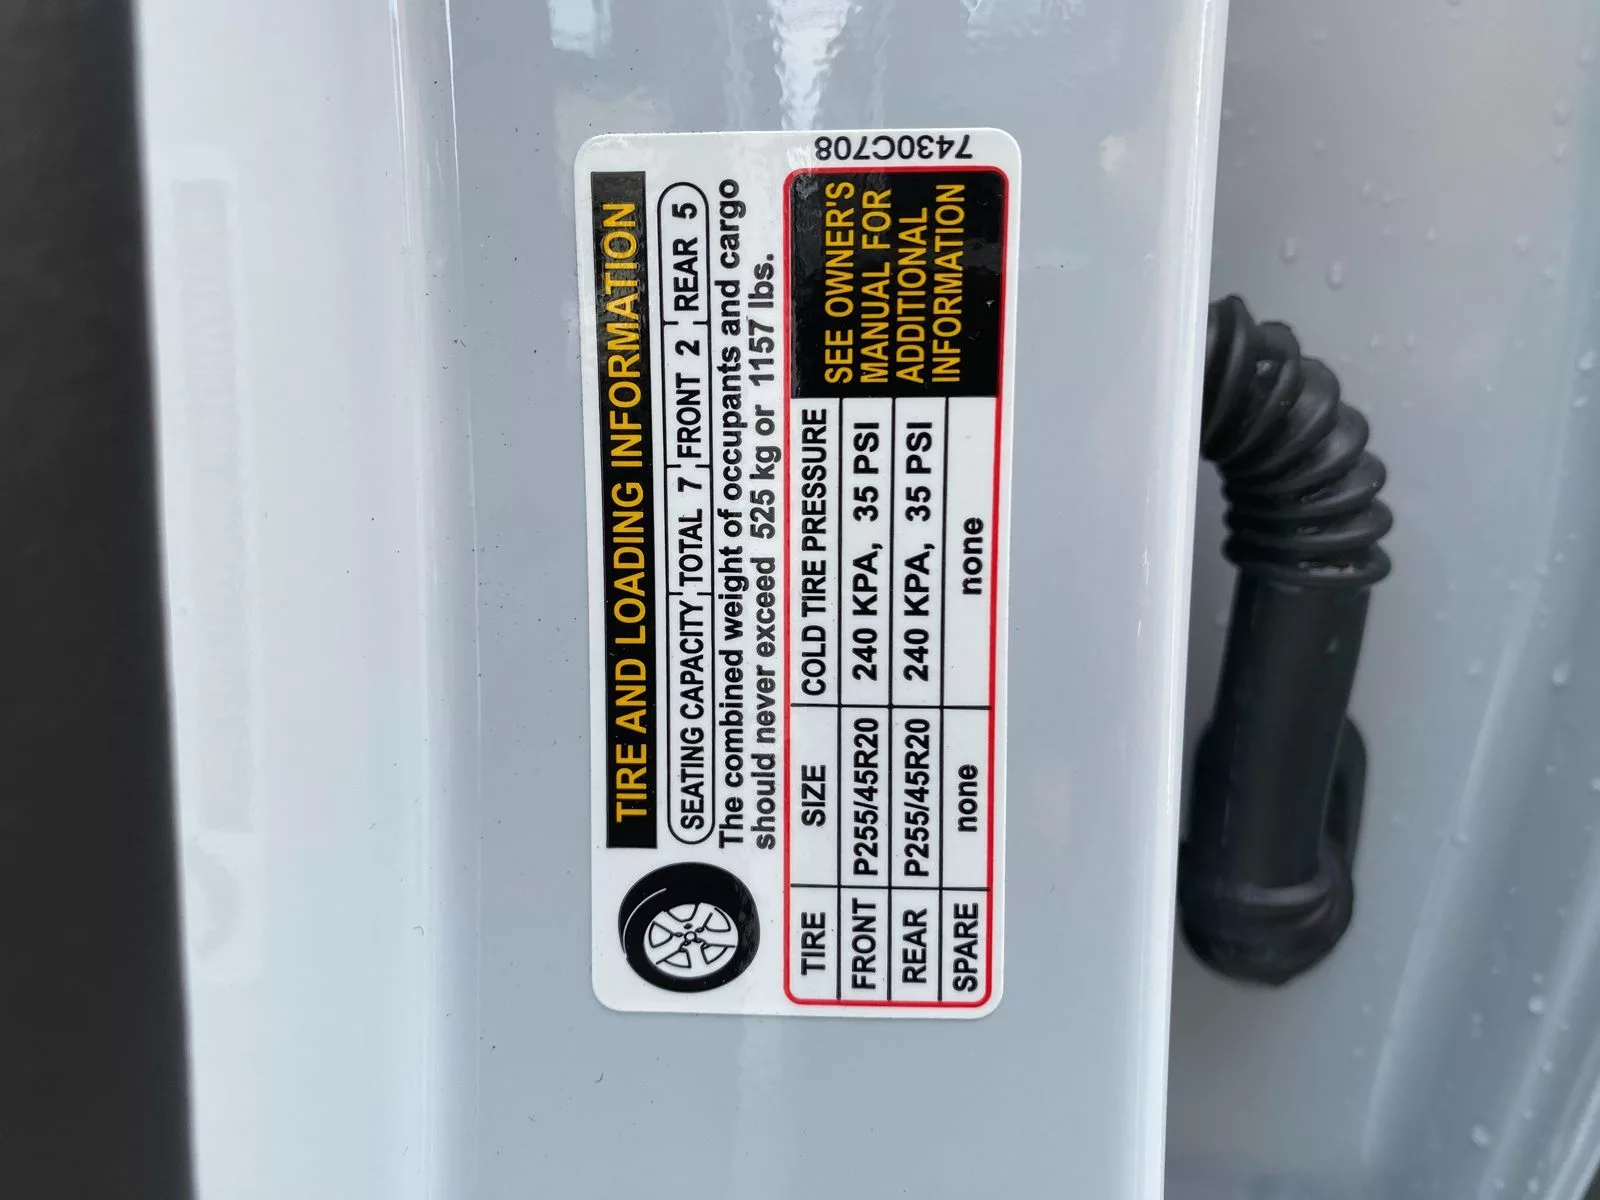 TIRE AND LOADING INFORMATION
SEATING CAPACITY TOTAL 7 FRONT 2 REAR 5
The combined weight of occupants and cargo
should never exceed 525 kg or 1157 lbs.
TIRE SIZE COLD TIRE PRESSURE
FRONT P255/45R20 240 KPA, 35 PSI
REAR P255/45R20 240 KPA, 35 PSI
SPARE none none
SEE OWNER'S
MANUAL FOR
ADDITIONAL
INFORMATION
7430C708